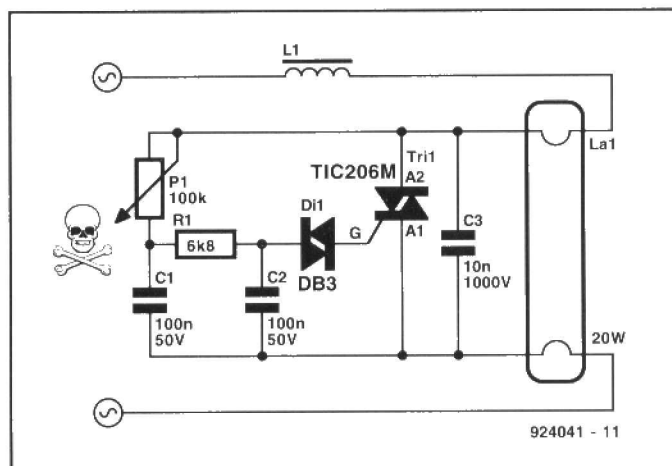 L1
La1
Tri1
TIC206M
A2
P1
100k
Di1
R1
G
A1
C3
6k8
10n
1000V
C1
C2
DB3
100n
50V
100n
50V
20W
924041 - 11